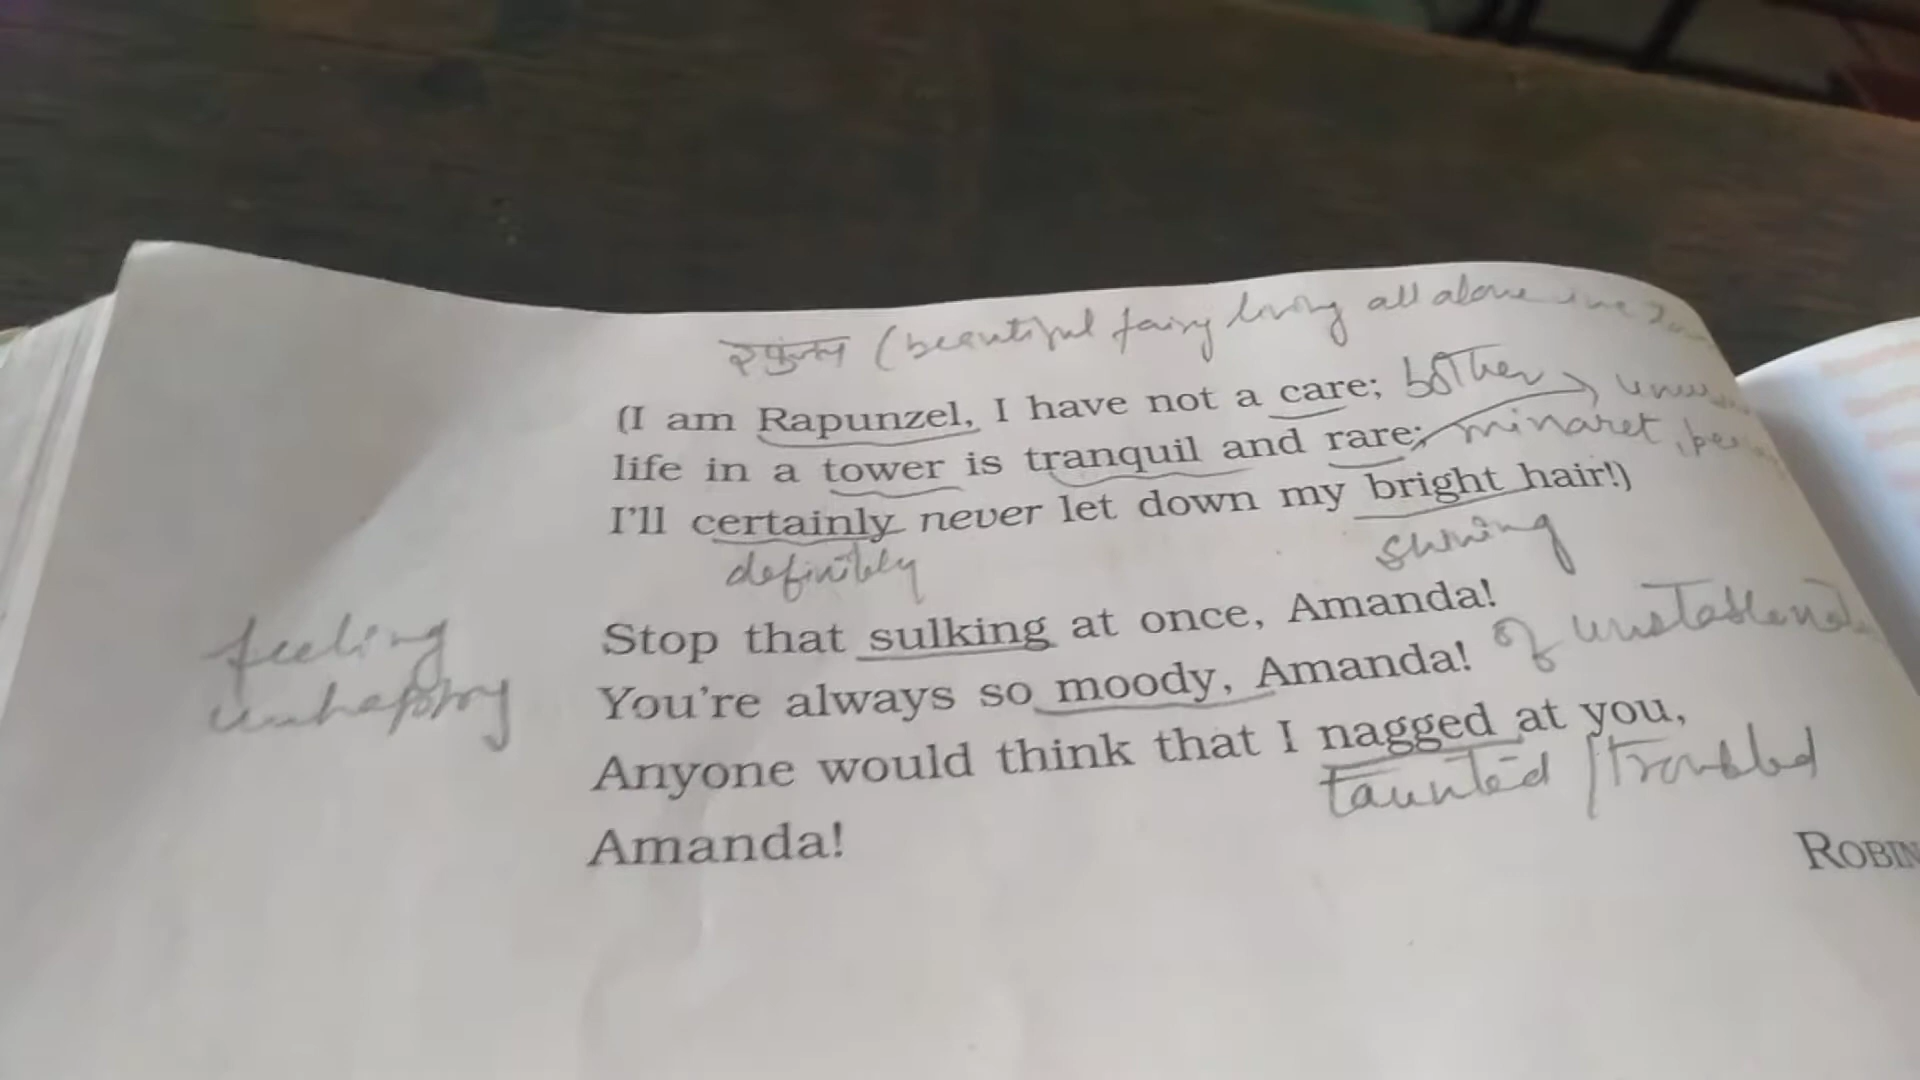 (beautiful fairy living all alone in a
(I am Rapunzel, I have not a care; bother
life in a tower is tranquil and rare; minaret,
I'll certainly never let down my bright hair!)
definitely shining
Stop that sulking at once, Amanda!
feeling
unhappy
You're always so moody, Amanda! of unstable
Anyone would think that I nagged at you,
taunted / troubled
Amanda!
ROBIN